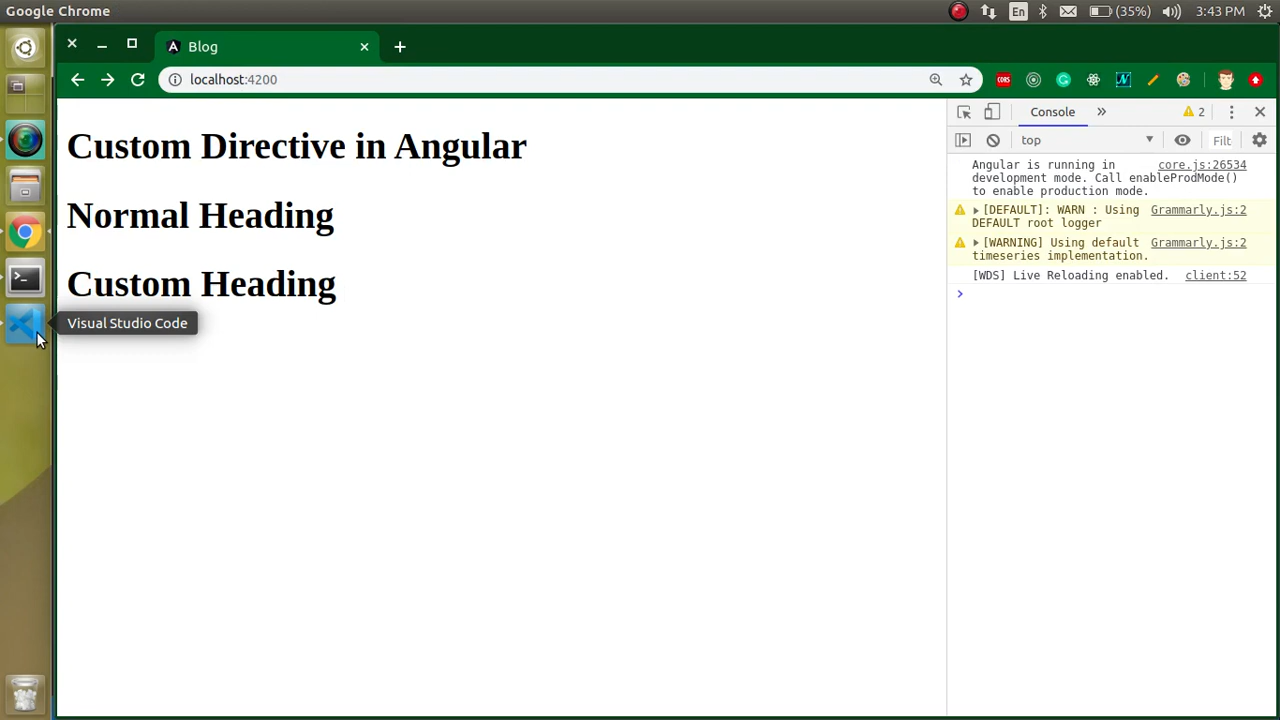 Google Chrome
En
(35%)
3:43 PM
Blog
localhost:4200
CORS
Custom Directive in Angular
Normal Heading
Custom Heading
Visual Studio Code
Console
2
top
Filt
Angular is running in core.js:26534
development mode. Call enableProdMode()
to enable production mode.
[DEFAULT]: WARN : Using Grammarly.js:2
DEFAULT root logger
[WARNING] Using default Grammarly.js:2
timeseries implementation.
[WDS] Live Reloading enabled. client:52